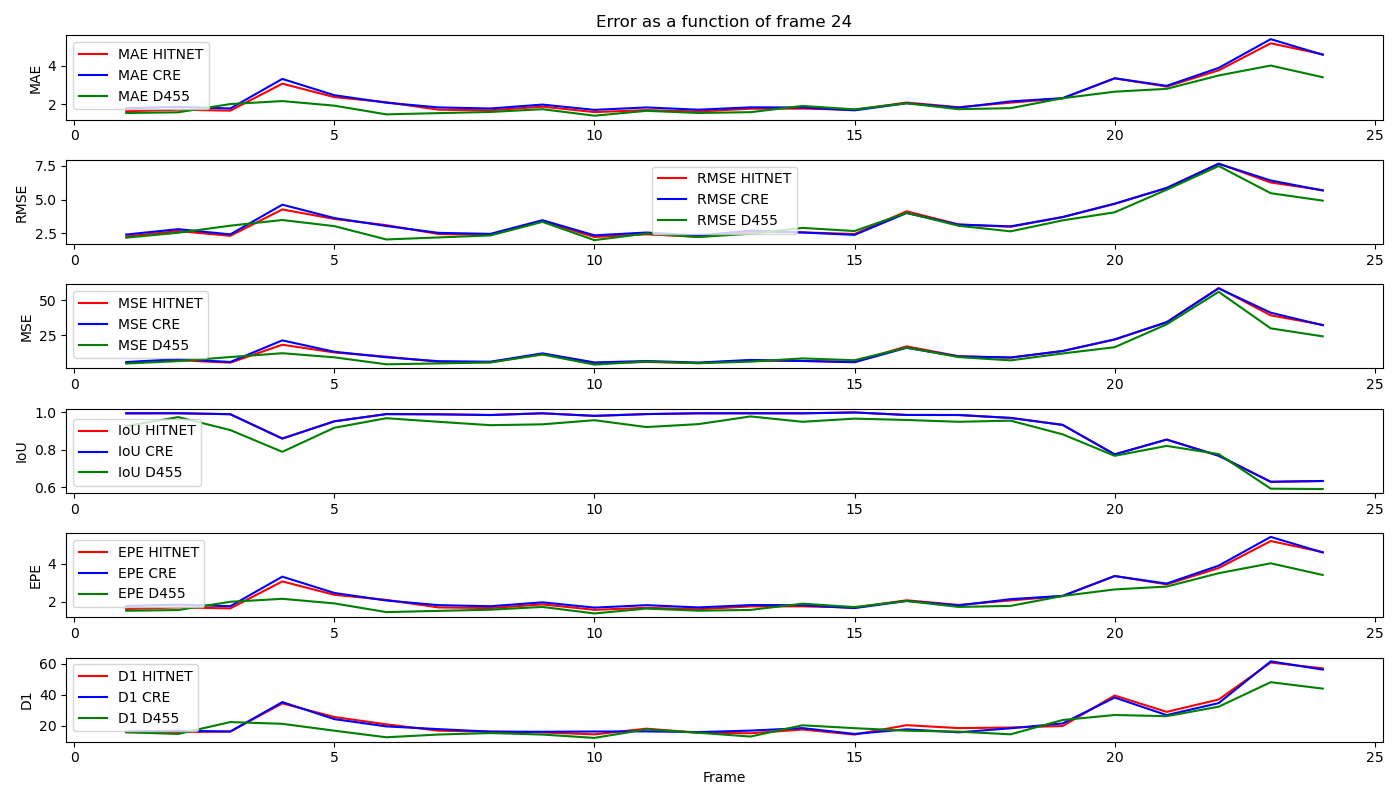 Error as a function of frame 24
MAE
4
2
MAE HITNET
MAE CRE
MAE D455
0 5 10 15 20 25
RMSE
7.5
5.0
2.5
RMSE HITNET
RMSE CRE
RMSE D455
0 5 10 15 20 25
MSE
50
25
MSE HITNET
MSE CRE
MSE D455
0 5 10 15 20 25
IoU
1.0
0.8
0.6
IoU HITNET
IoU CRE
IoU D455
0 5 10 15 20 25
EPE
4
2
EPE HITNET
EPE CRE
EPE D455
0 5 10 15 20 25
D1
60
40
20
D1 HITNET
D1 CRE
D1 D455
0 5 10 15 20 25
Frame